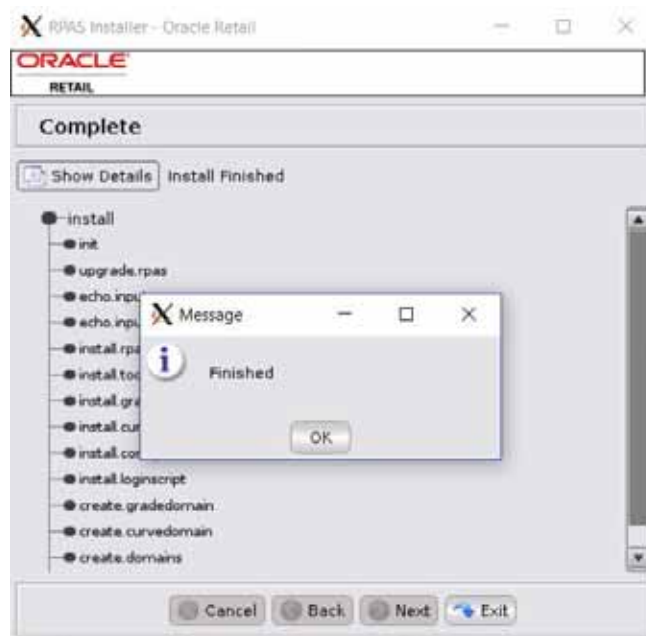 RPAS Installer - Oracle Retail
ORACLE
RETAIL
Complete
Show Details Install Finished
install
init
upgrade.rpas
Message
Finished
OK
install.loginscript
create.gradedomain
create.curvedomain
create.domains
Cancel Back Next Exit